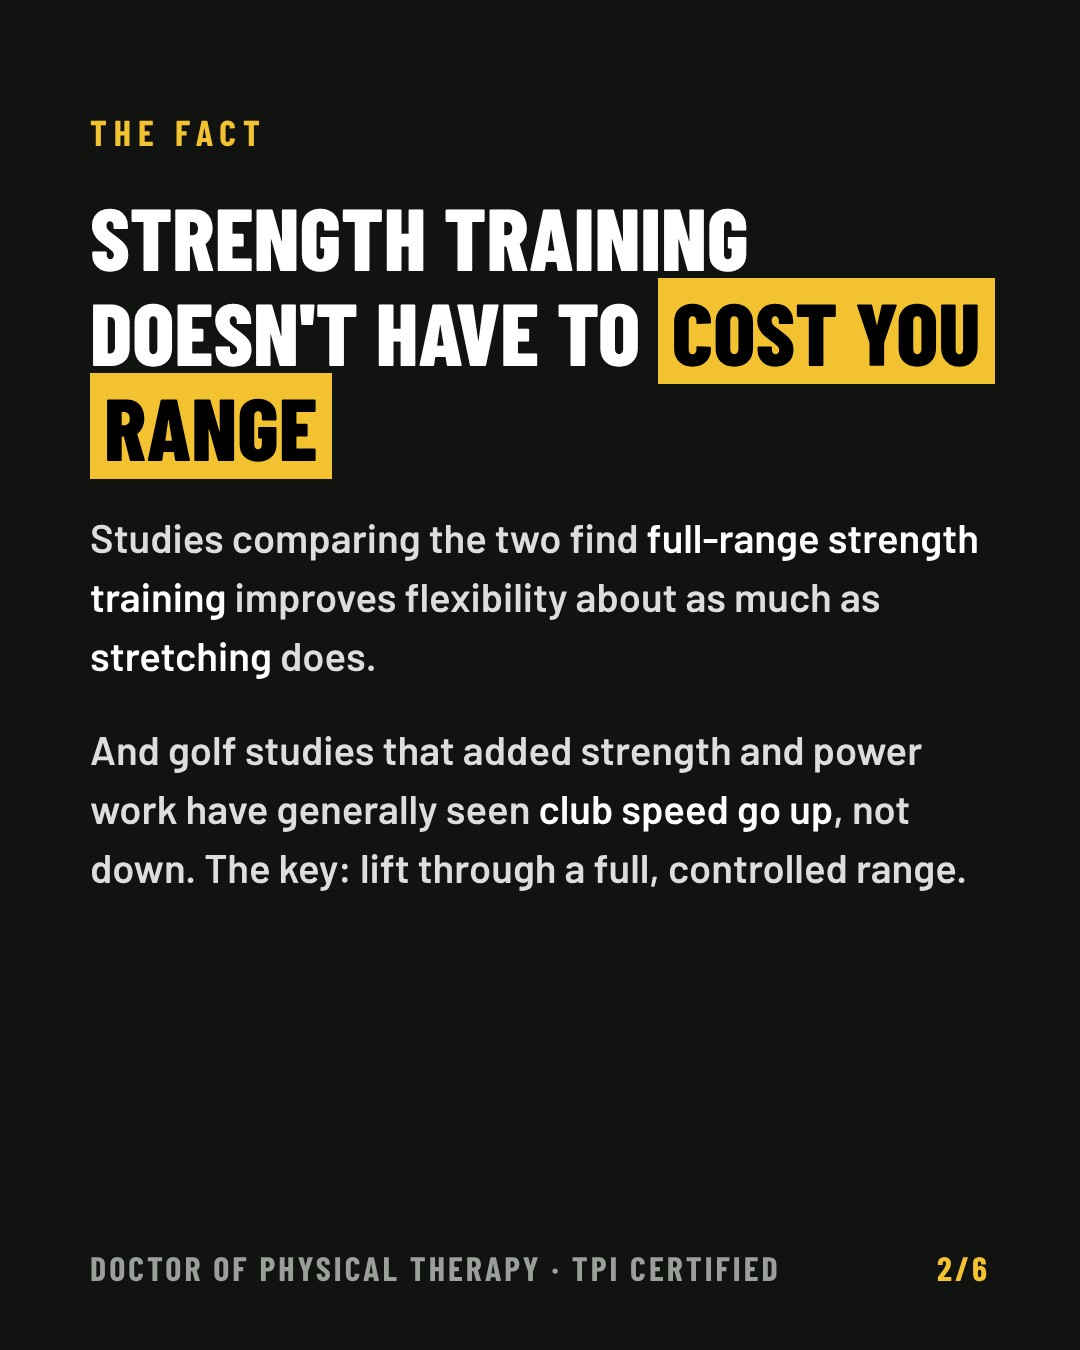 THE FACT
STRENGTH TRAINING
DOESN'T HAVE TO COST YOU
RANGE
Studies comparing the two find full-range strength
training improves flexibility about as much as
stretching does.
And golf studies that added strength and power
work have generally seen club speed go up, not
down. The key: lift through a full, controlled range.
DOCTOR OF PHYSICAL THERAPY · TPI CERTIFIED 2/6